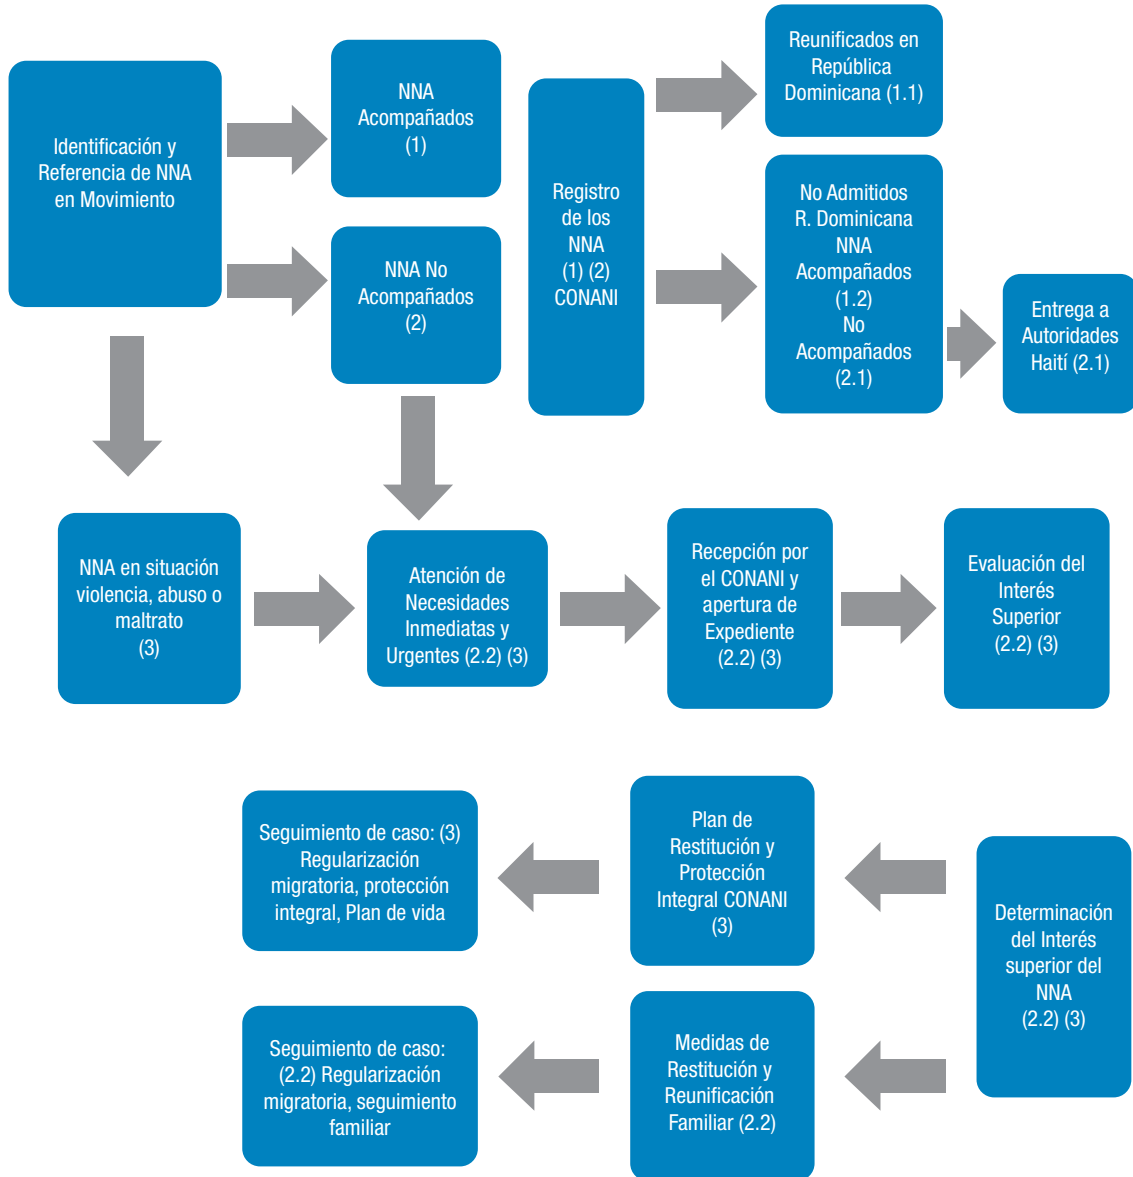 Identificación y
Referencia de NNA
en Movimiento
NNA
Acompañados
(1)
NNA No
Acompañados
(2)
Registro
de los
NNA
(1) (2)
CONANI
Reunificados en
República
Dominicana (1.1)
No Admitidos
R. Dominicana
NNA
Acompañados
(1.2)
No
Acompañados
(2.1)
Entrega a
Autoridades
Haití (2.1)
NNA en situación
violencia, abuso o
maltrato
(3)
Atención de
Necesidades
Inmediatas y
Urgentes (2.2) (3)
Recepción por
el CONANI y
apertura de
Expediente
(2.2) (3)
Evaluación del
Interés
Superior
(2.2) (3)
Seguimiento de caso: (3)
Regularización
migratoria, protección
integral, Plan de vida
Plan de
Restitución y
Protección
Integral CONANI
(3)
Determinación
del Interés
superior del
NNA
(2.2) (3)
Seguimiento de caso:
(2.2) Regularización
migratoria, seguimiento
familiar
Medidas de
Restitución y
Reunificación
Familiar (2.2)